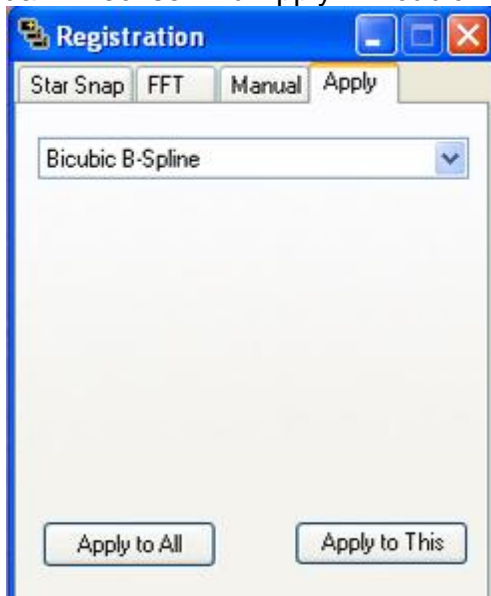 Registration
Star Snap FFT Manual Apply
Bicubic B-Spline
Apply to All Apply to This